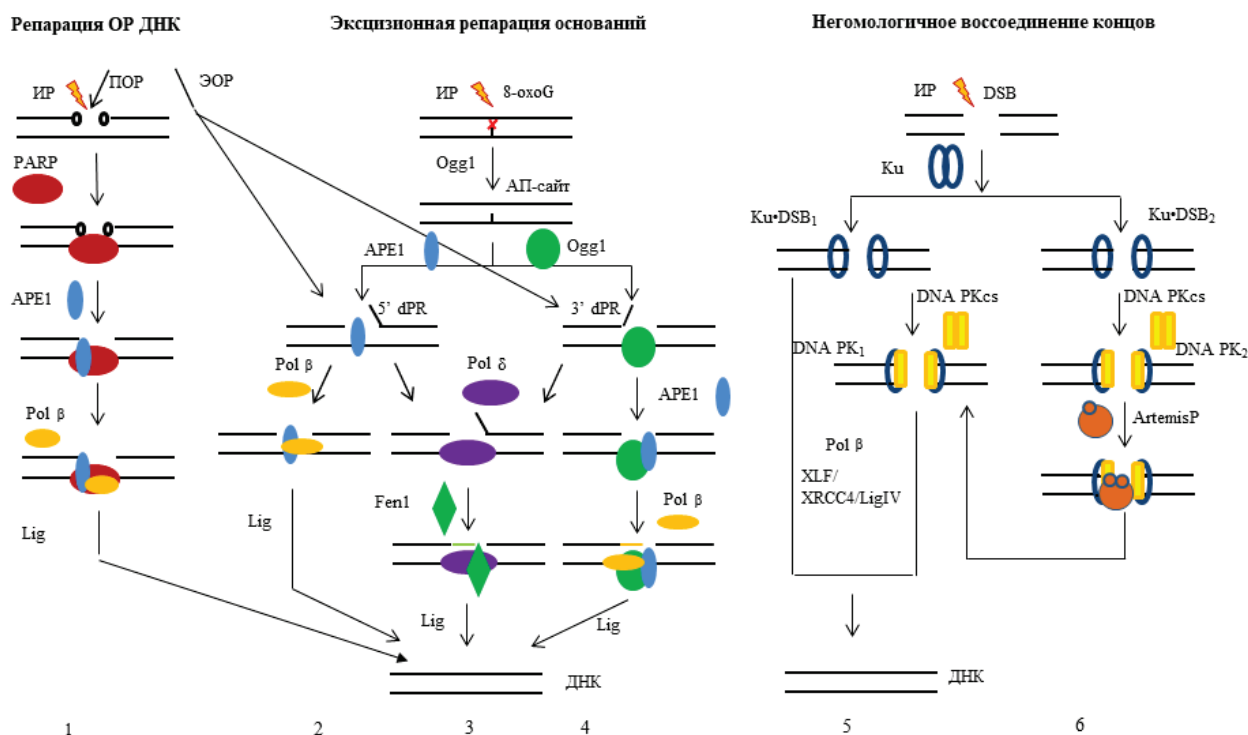 Репарация ОР ДНК
Эксцизионная репарация оснований
Негомологичное воссоединение концов
ИР
ПОР
ЭОР
PARP
APE1
Pol β
Lig
ИР
8-oxoG
Ogg1
АП-сайт
APE1
Ogg1
5’ dPR
3’ dPR
Pol β
Pol δ
APE1
Fen1
Pol β
Lig
Lig
Lig
ДНК
ИР
DSB
Ku
Ku•DSB1
Ku•DSB2
DNA PKcs
DNA PKcs
DNA PK1
DNA PK2
ArtemisP
Pol β
XLF/
XRCC4/LigIV
ДНК
1
2
3
4
5
6